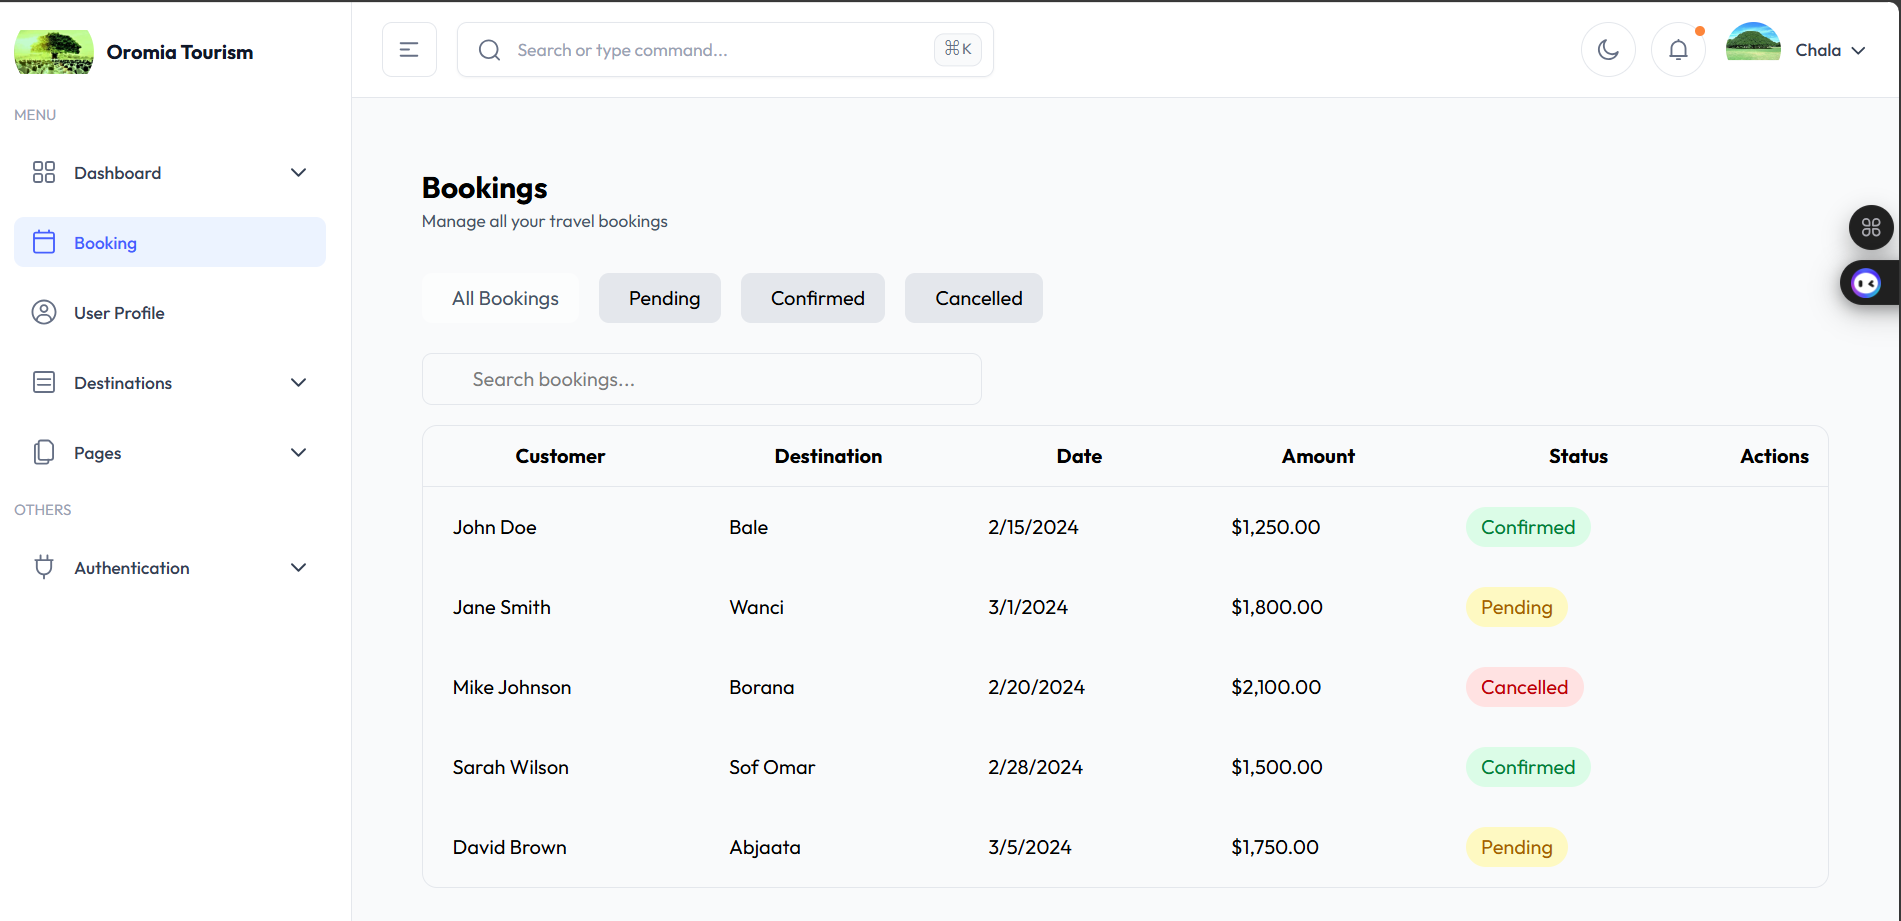 Oromia Tourism
MENU
Dashboard
Booking
User Profile
Destinations
Pages
OTHERS
Authentication
Search or type command...
⌘K
Chala
Bookings
Manage all your travel bookings
All Bookings
Pending
Confirmed
Cancelled
Search bookings...
Customer Destination Date Amount Status Actions
John Doe Bale 2/15/2024 $1,250.00 Confirmed
Jane Smith Wanci 3/1/2024 $1,800.00 Pending
Mike Johnson Borana 2/20/2024 $2,100.00 Cancelled
Sarah Wilson Sof Omar 2/28/2024 $1,500.00 Confirmed
David Brown Abjaata 3/5/2024 $1,750.00 Pending